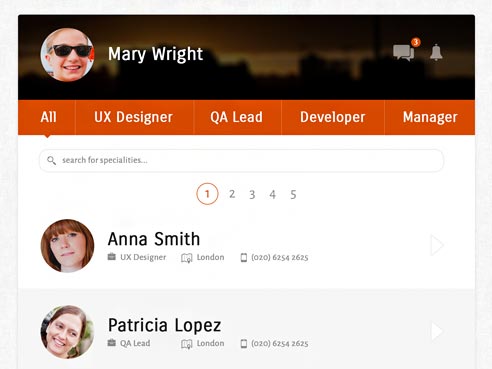 Mary Wright
3
All UX Designer QA Lead Developer Manager
search for specialities...
1 2 3 4 5
Anna Smith
UX Designer London (020) 6254 2625
Patricia Lopez
QA Lead London (020) 6254 2625